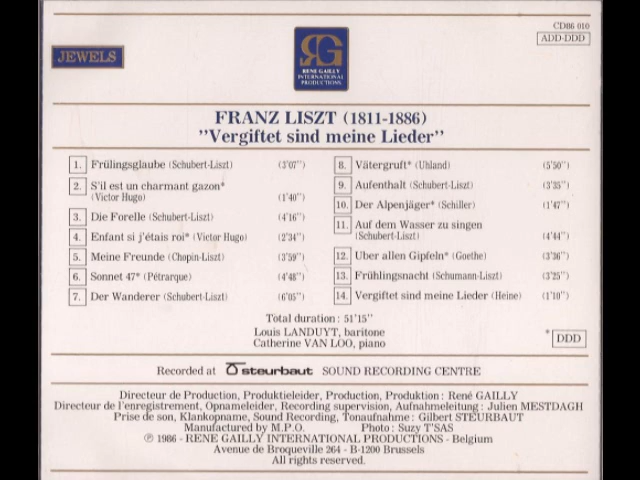 CD86 010
ADD-DDD
JEWELS
RG
RENE GAILLY
INTERNATIONAL
PRODUCTIONS
FRANZ LISZT (1811-1886)
"Vergiftet sind meine Lieder"
1. Frülingsglaube (Schubert-Liszt) (3'07")
2. S'il est un charmant gazon*
(Victor Hugo) (1'40")
3. Die Forelle (Schubert-Liszt) (4'16")
4. Enfant si j'étais roi* (Victor Hugo) (2'34")
5. Meine Freunde (Chopin-Liszt) (3'59")
6. Sonnet 47* (Pétrarque) (4'48")
7. Der Wanderer (Schubert-Liszt) (6'05")
8. Vätergruft* (Uhland) (5'50")
9. Aufenthalt (Schubert-Liszt) (3'35")
10. Der Alpenjäger* (Schiller) (1'47")
11. Auf dem Wasser zu singen
(Schubert-Liszt) (4'44")
12. Uber allen Gipfeln* (Goethe) (3'36")
13. Frühlingsnacht (Schumann-Liszt) (3'25")
14. Vergiftet sind meine Lieder (Heine) (1'10")
Total duration : 51'15"
Louis LANDUYT, baritone
Catherine VAN LOO, piano
* DDD
Recorded at steurbaut SOUND RECORDING CENTRE
Directeur de Production, Produktieleider, Production, Produktion : René GAILLY
Directeur de l'enregistrement, Opnameleider, Recording supervision, Aufnahmeleitung : Julien MESTDAGH
Prise de son, Klankopname, Sound Recording, Tonaufnahme : Gilbert STEURBAUT
Manufactured by M.P.O. Photo : Suzy T'SAS
℗ 1986 - RENE GAILLY INTERNATIONAL PRODUCTIONS - Belgium
Avenue de Broqueville 264 - B-1200 Brussels
All rights reserved.